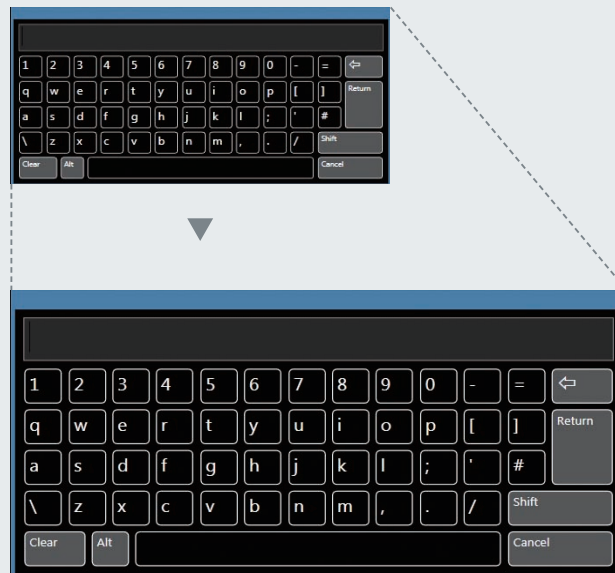 1 2 3 4 5 6 7 8 9 0 - = ⇦
q w e r t y u i o p [ ] Return
a s d f g h j k l ; ' #
\ z x c v b n m , . / Shift
Clear Alt Cancel
1 2 3 4 5 6 7 8 9 0 - = ⇦
q w e r t y u i o p [ ] Return
a s d f g h j k l ; ' #
\ z x c v b n m , . / Shift
Clear Alt Cancel